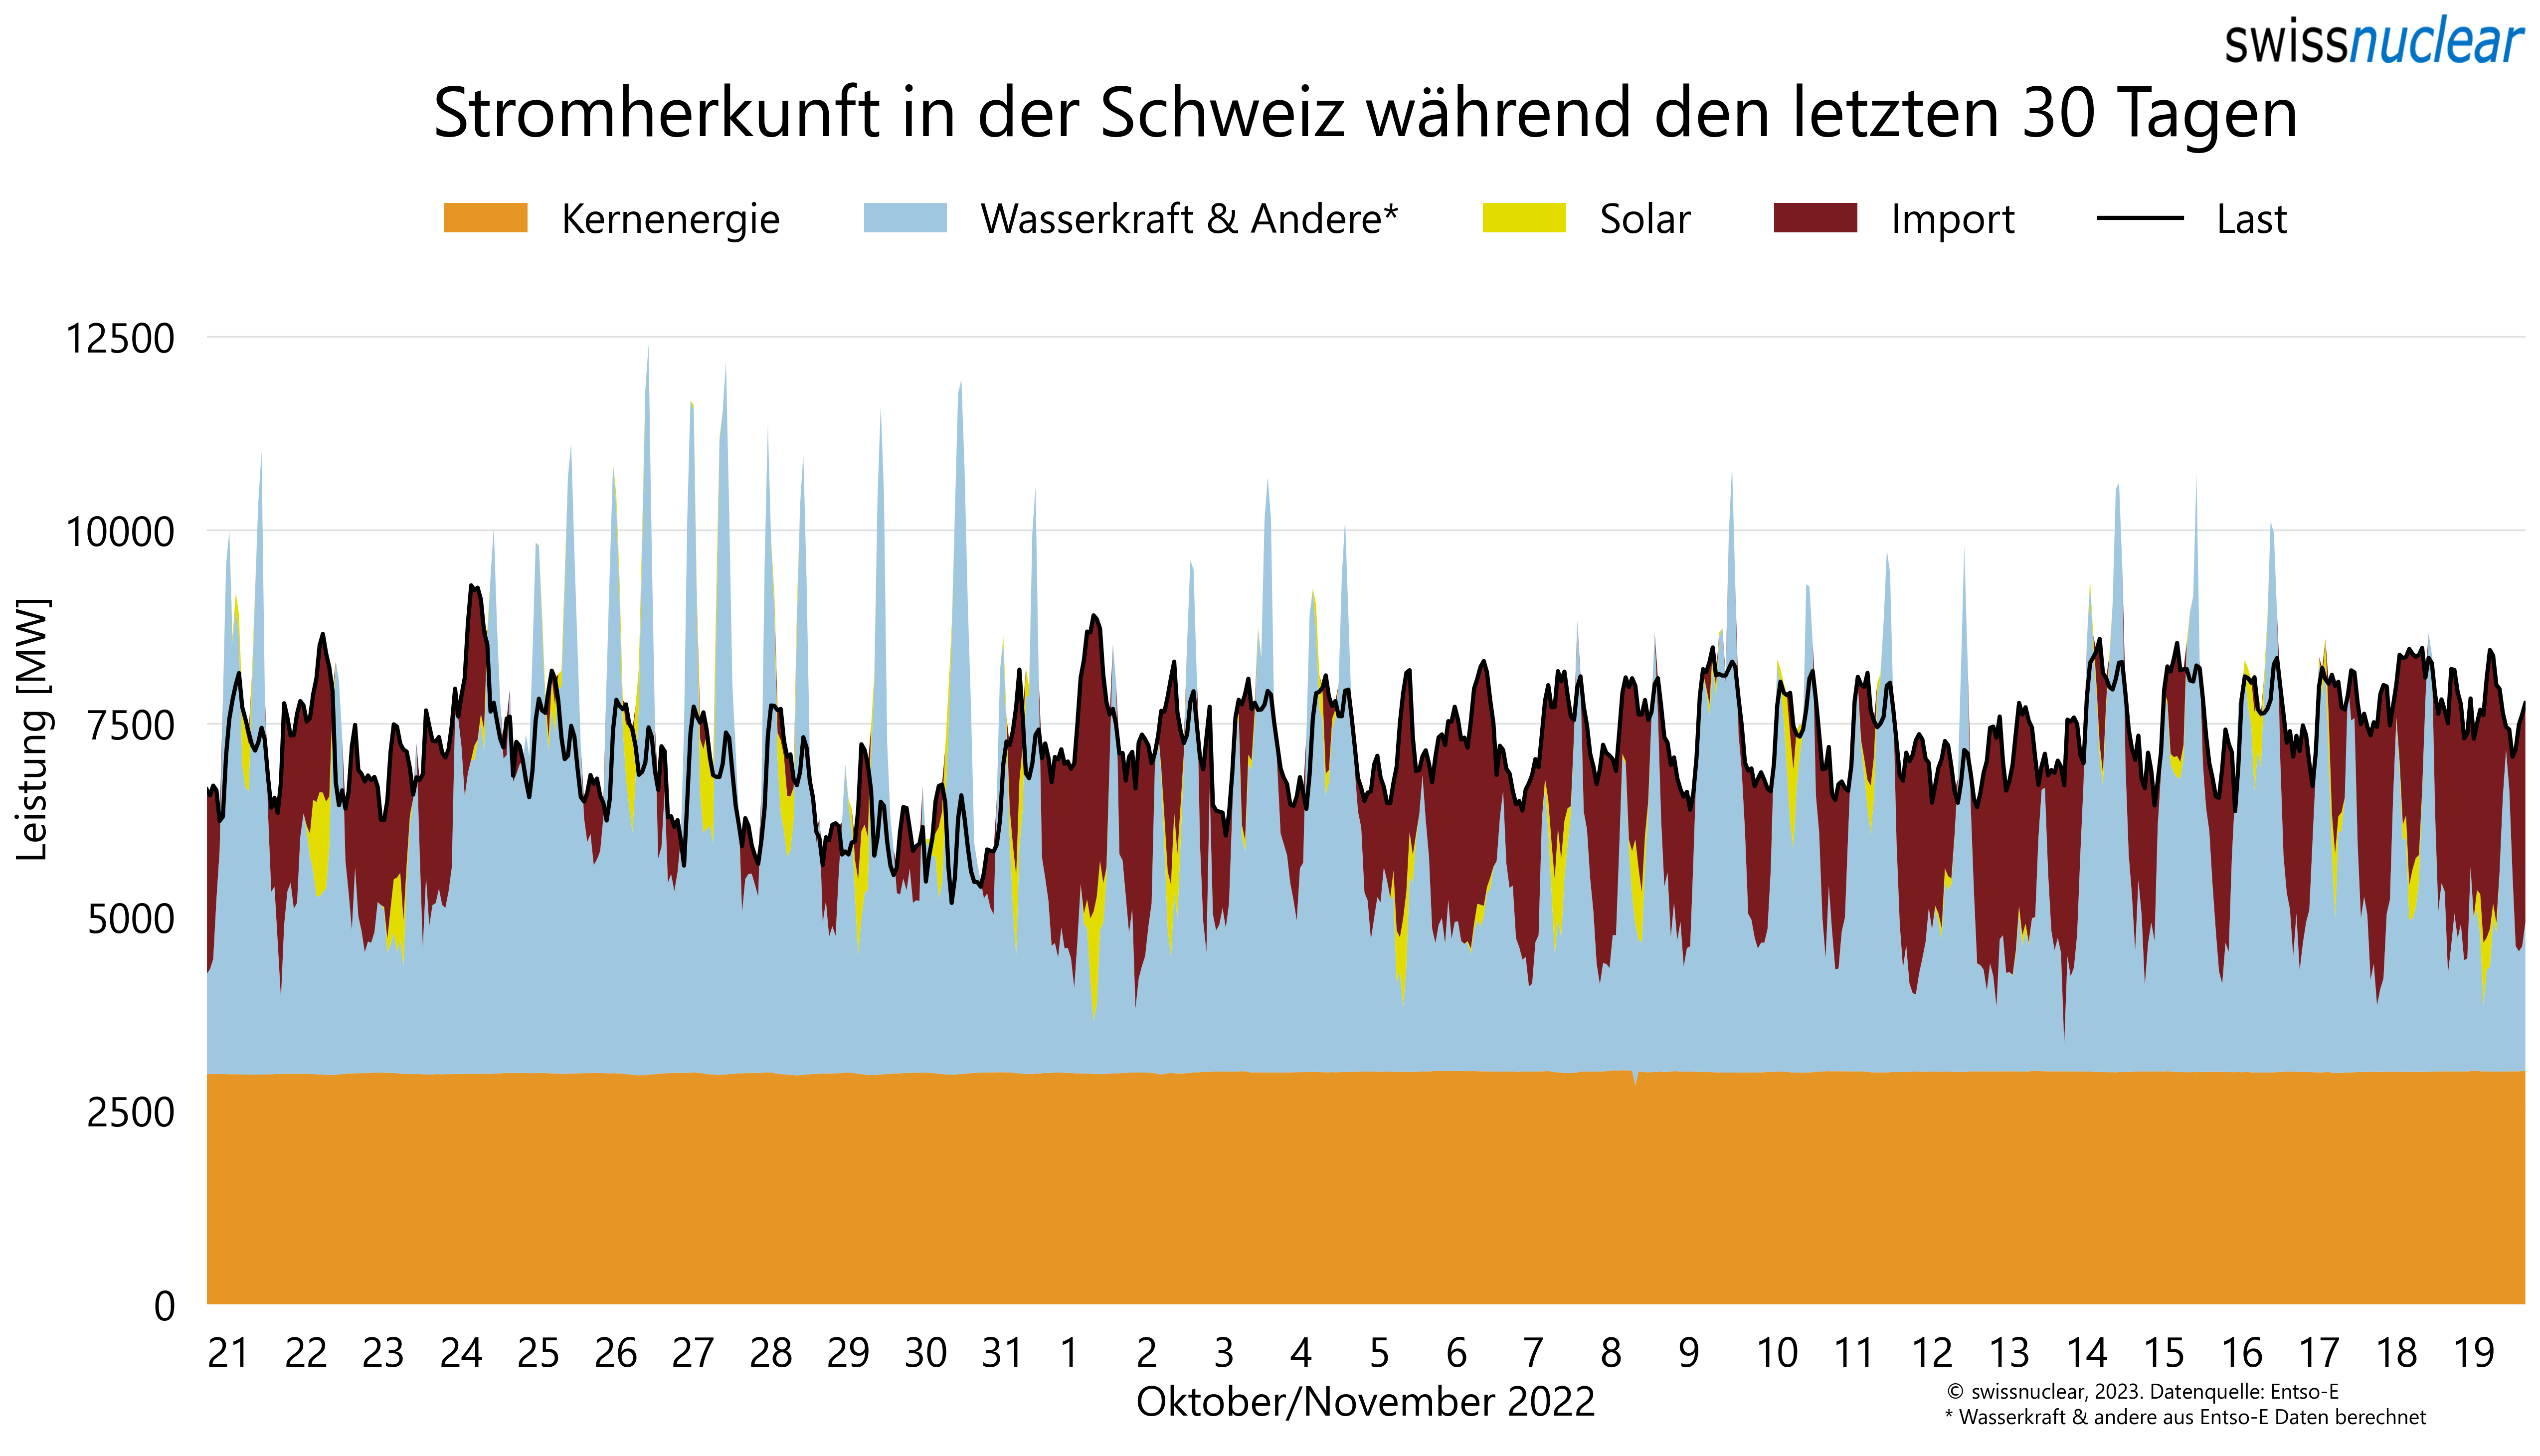 swissnuclear
Stromherkunft in der Schweiz während den letzten 30 Tagen
Kernenergie Wasserkraft & Andere* Solar Import Last
Leistung [MW]
12500
10000
7500
5000
2500
0
21 22 23 24 25 26 27 28 29 30 31 1 2 3 4 5 6 7 8 9 10 11 12 13 14 15 16 17 18 19
Oktober/November 2022
© swissnuclear, 2023. Datenquelle: Entso-E
* Wasserkraft & andere aus Entso-E Daten berechnet